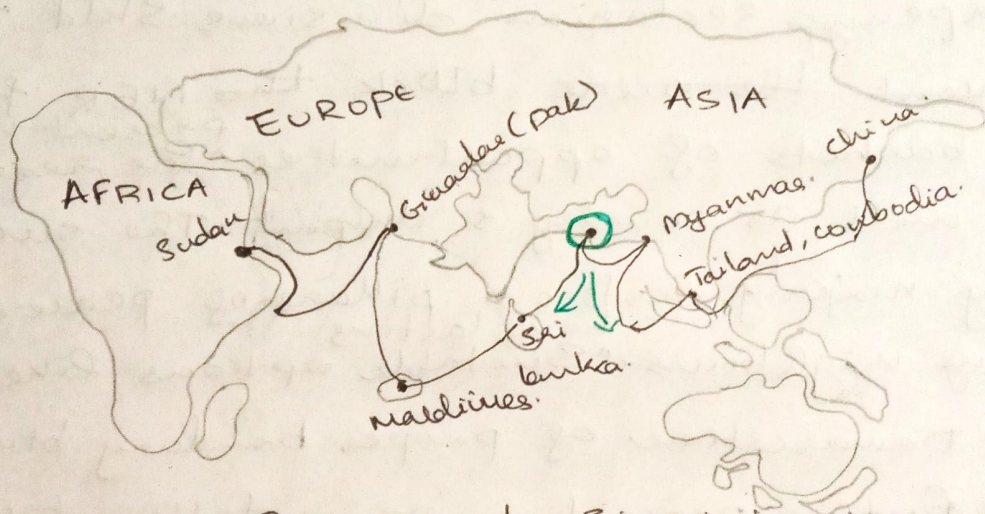 EUROPE
ASIA
AFRICA
Sudan
Gwadar (Pak)
China
Myanmar.
Tailand, combodia.
Sri
lanka.
Maldives.